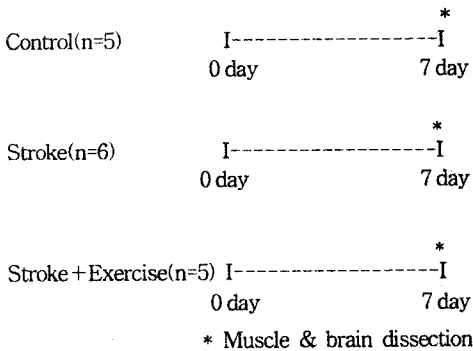 *
Control(n=5) I--------------------I
0 day 7 day
*
Stroke(n=6) I--------------------I
0 day 7 day
*
Stroke+Exercise(n=5) I--------------------I
0 day 7 day
* Muscle & brain dissection